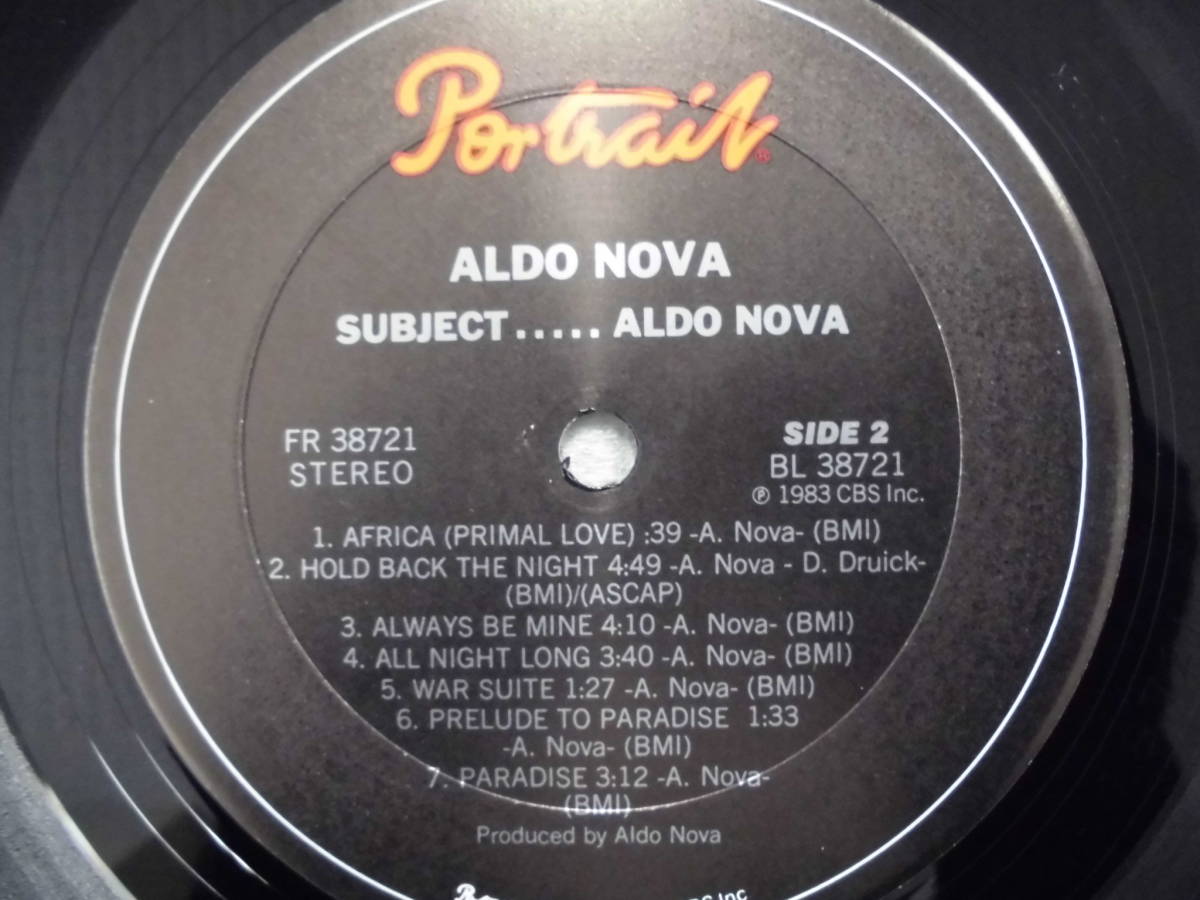 Portrait®
ALDO NOVA
SUBJECT ..... ALDO NOVA
FR 38721
STEREO
SIDE 2
BL 38721
℗ 1983 CBS Inc.
1. AFRICA (PRIMAL LOVE) :39 -A. Nova- (BMI)
2. HOLD BACK THE NIGHT 4:49 -A. Nova - D. Druick-
(BMI)/(ASCAP)
3. ALWAYS BE MINE 4:10 -A. Nova- (BMI)
4. ALL NIGHT LONG 3:40 -A. Nova- (BMI)
5. WAR SUITE 1:27 -A. Nova- (BMI)
6. PRELUDE TO PARADISE 1:33
-A. Nova- (BMI)
7. PARADISE 3:12 -A. Nova-
(BMI)
Produced by Aldo Nova
Inc